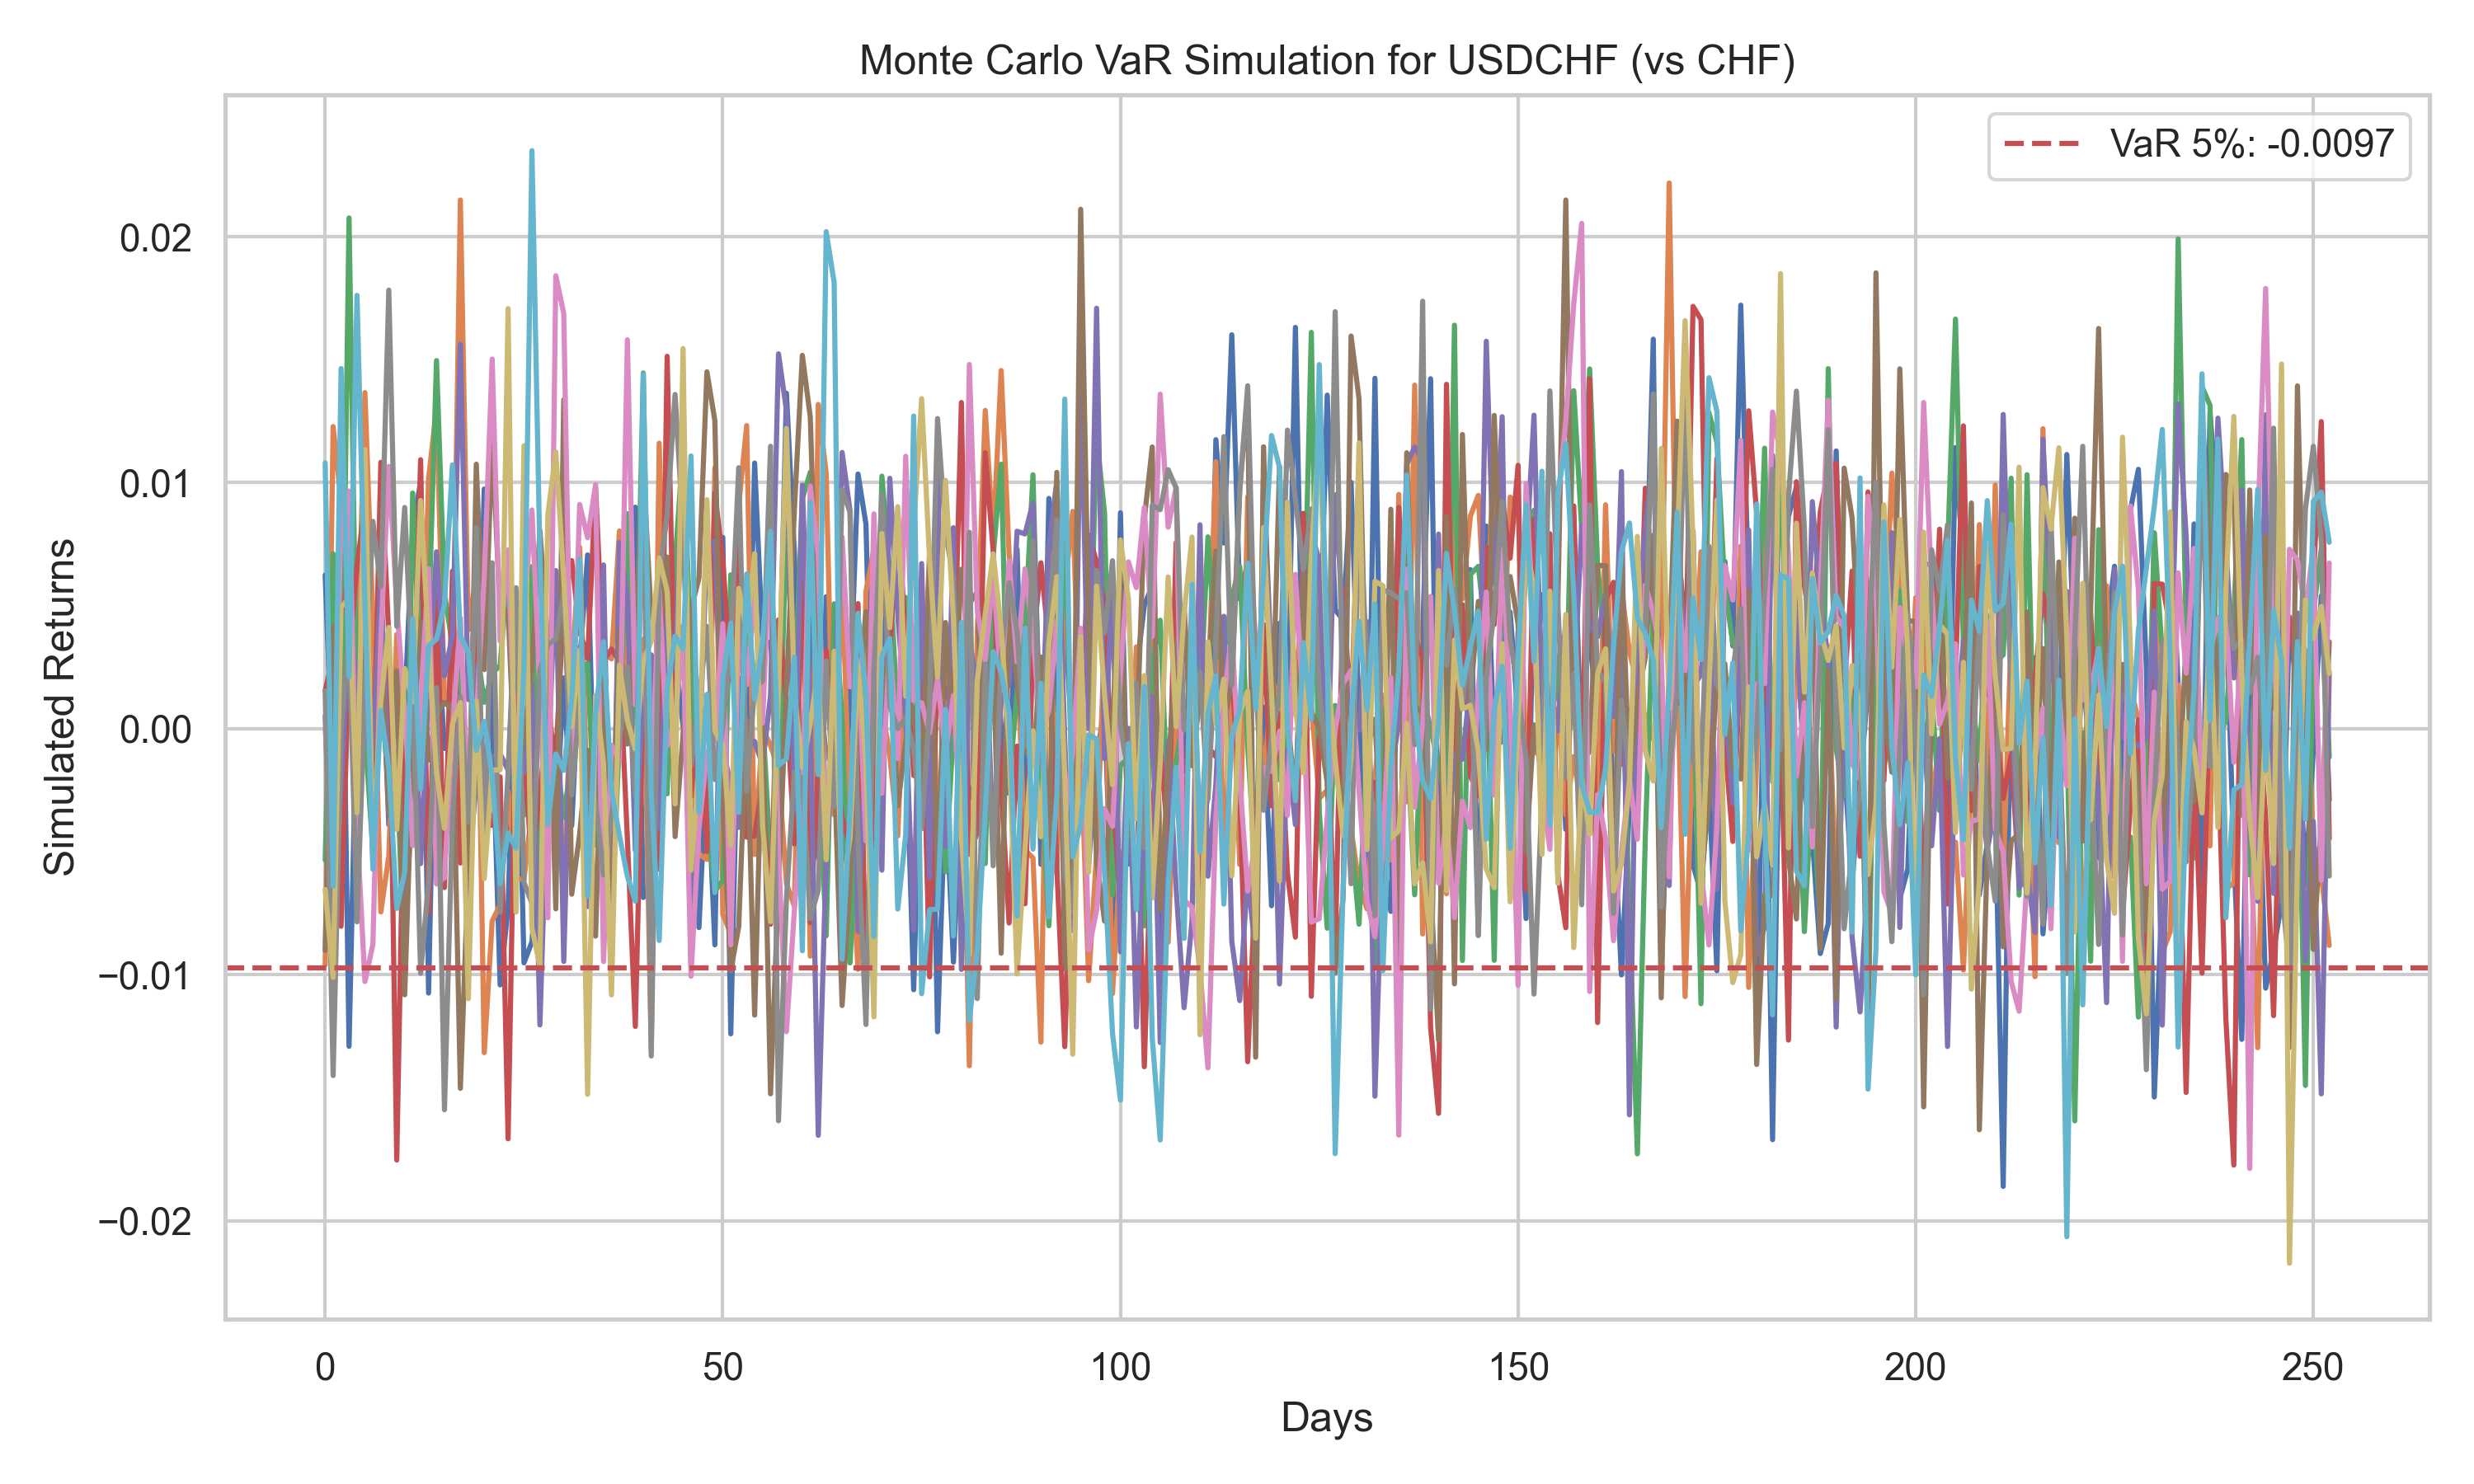 Monte Carlo VaR Simulation for USDCHF (vs CHF)
VaR 5%: -0.0097
Simulated Returns
0.02
0.01
0.00
−0.01
−0.02
0 50 100 150 200 250
Days